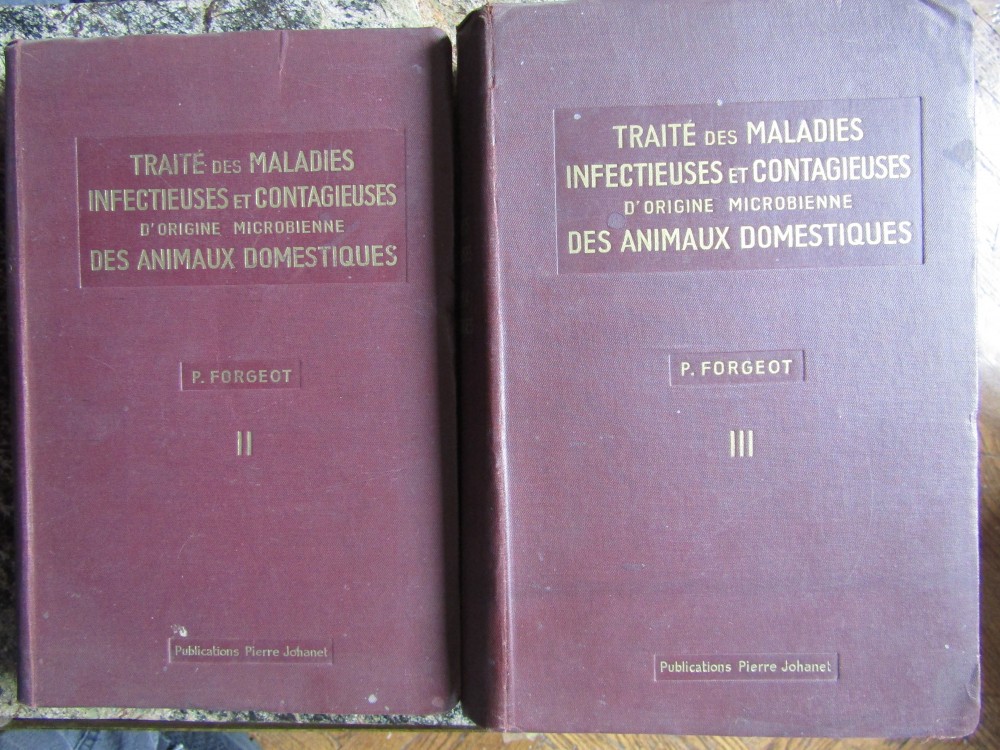 TRAITÉ DES MALADIES
INFECTIEUSES ET CONTAGIEUSES
D'ORIGINE MICROBIENNE
DES ANIMAUX DOMESTIQUES
P. FORGEOT
II
Publications Pierre Johanet
TRAITÉ DES MALADIES
INFECTIEUSES ET CONTAGIEUSES
D'ORIGINE MICROBIENNE
DES ANIMAUX DOMESTIQUES
P. FORGEOT
III
Publications Pierre Johanet